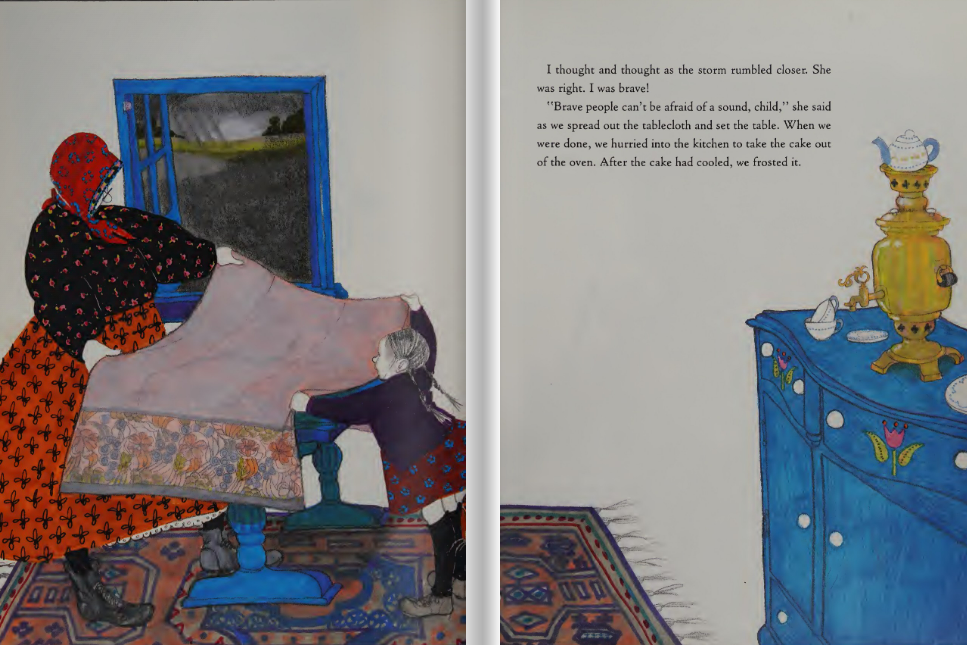 I thought and thought as the storm rumbled closer. She
was right. I was brave!
"Brave people can't be afraid of a sound, child," she said
as we spread out the tablecloth and set the table. When we
were done, we hurried into the kitchen to take the cake out
of the oven. After the cake had cooled, we frosted it.